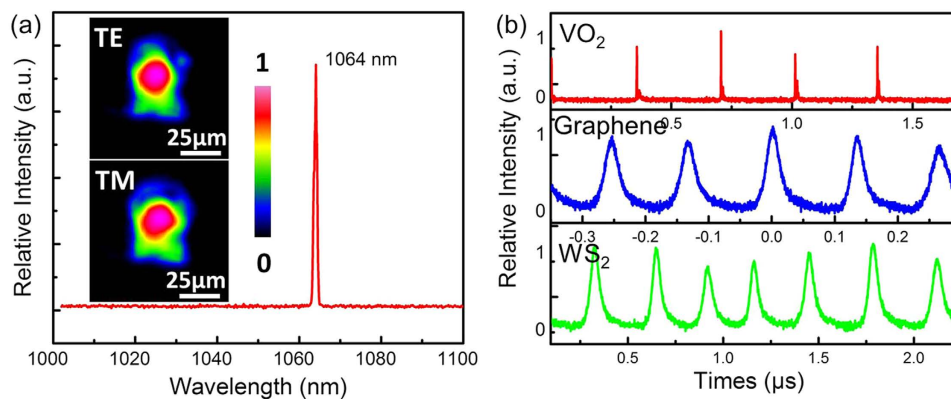 (a)
TE
25μm
TM
25μm
1
0
1064 nm
Relative Intensity (a.u.)
1000 1020 1040 1060 1080 1100
Wavelength (nm)
(b)
VO2
1
0
0.5 1.0 1.5
Graphene
1
0
-0.3 -0.2 -0.1 0.0 0.1 0.2
WS2
1
0
0.5 1.0 1.5 2.0
Relative Intensity (a.u.)
Times (μs)